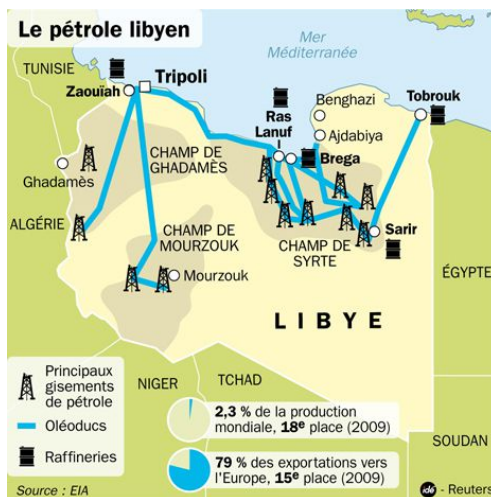 Le pétrole libyen
Mer
Méditerranée
TUNISIE
Zaouïah
Tripoli
Benghazi
Tobrouk
Ras
Lanuf
Ajdabiya
Brega
CHAMP DE
GHADAMÈS
Ghadamès
ALGÉRIE
CHAMP DE
MOURZOUK
Mourzouk
CHAMP DE
SYRTE
Sarir
ÉGYPTE
LIBYE
Principaux
gisements
de pétrole
Oléoducs
Raffineries
NIGER
TCHAD
SOUDAN
2,3 % de la production
mondiale, 18e place (2009)
79 % des exportations vers
l'Europe, 15e place (2009)
Source : EIA
idé - Reuters